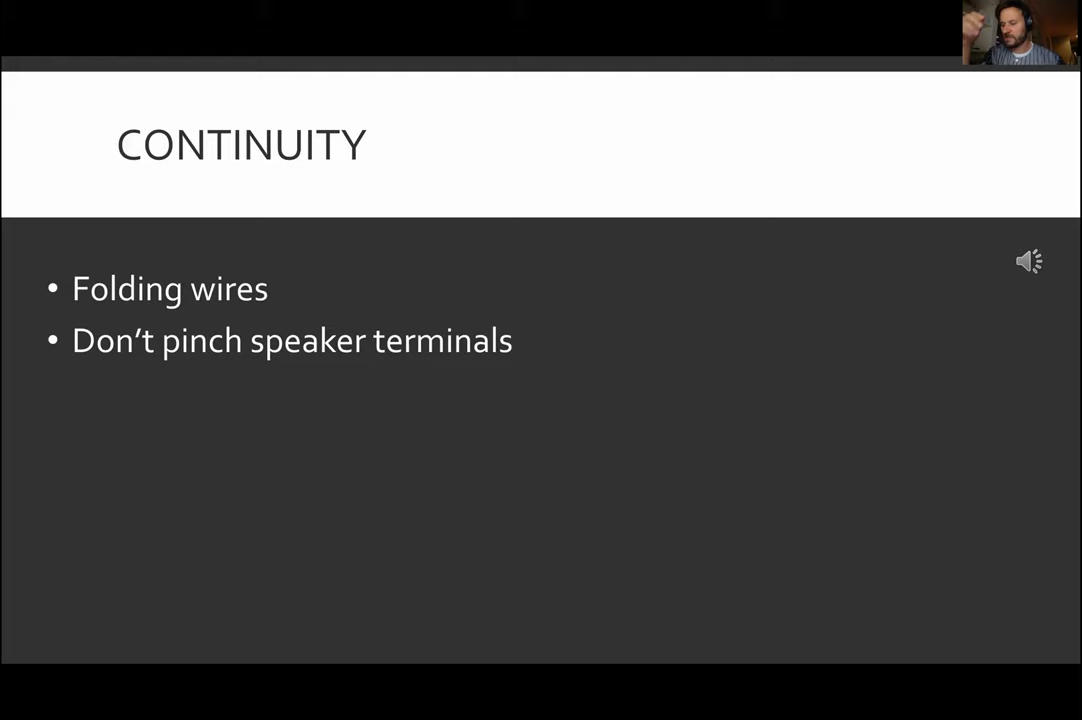 CONTINUITY
• Folding wires
• Don’t pinch speaker terminals